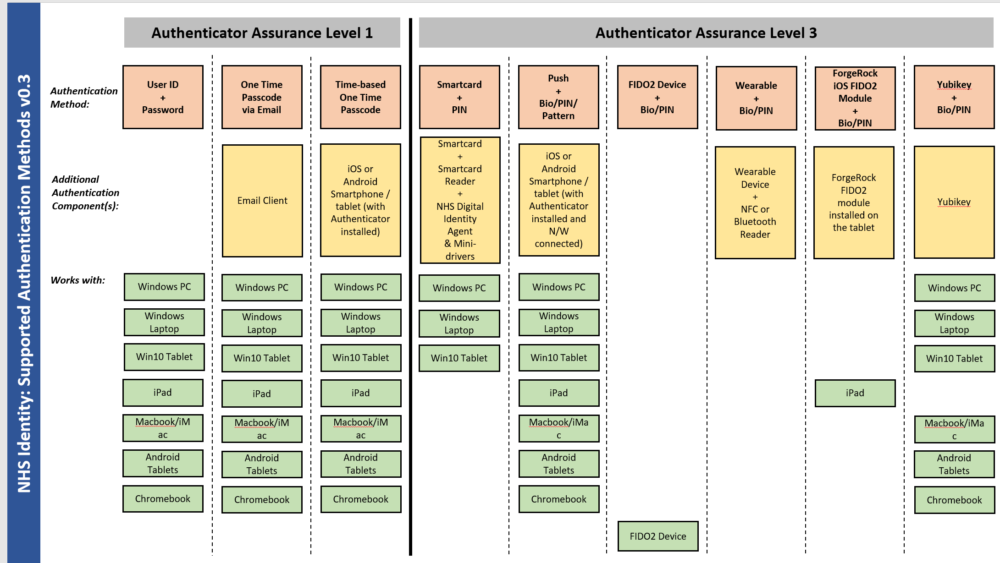 NHS Identity: Supported Authentication Methods v0.3
Authenticator Assurance Level 1
Authenticator Assurance Level 3
Authentication
Method:
User ID
+
Password
One Time
Passcode
via Email
Time-based
One Time
Passcode
Smartcard
+
PIN
Push
+
Bio/PIN/
Pattern
FIDO2 Device
+
Bio/PIN
Wearable
+
Bio/PIN
ForgeRock
iOS FIDO2
Module
+
Bio/PIN
Yubikey
+
Bio/PIN
Additional
Authentication
Component(s):
Email Client
iOS or
Android
Smartphone /
tablet (with
Authenticator
installed)
Smartcard
+
Smartcard
Reader
+
NHS Digital
Identity
Agent
& Mini-
drivers
iOS or
Android
Smartphone /
tablet (with
Authenticator
installed and
N/W
connected)
Wearable
Device
+
NFC or
Bluetooth
Reader
ForgeRock
FIDO2
module
installed on
the tablet
Yubikey
Works with:
Windows PC
Windows PC
Windows PC
Windows PC
Windows PC
Windows PC
Windows
Laptop
Windows
Laptop
Windows
Laptop
Windows
Laptop
Windows
Laptop
Windows
Laptop
Win10 Tablet
Win10 Tablet
Win10 Tablet
Win10 Tablet
Win10 Tablet
Win10 Tablet
iPad
iPad
iPad
iPad
iPad
Macbook/iM
ac
Macbook/iM
ac
Macbook/iM
ac
Macbook/iMa
c
Macbook/iMa
c
Android
Tablets
Android
Tablets
Android
Tablets
Android
Tablets
Android
Tablets
Chromebook
Chromebook
Chromebook
Chromebook
Chromebook
FIDO2 Device